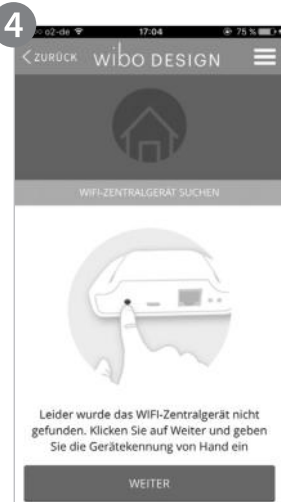 4
o2-de 17:04 75 %
ZURÜCK wibo DESIGN
WIFI-ZENTRALGERÄT SUCHEN
Leider wurde das WIFI-Zentralgerät nicht
gefunden. Klicken Sie auf Weiter und geben
Sie die Gerätekennung von Hand ein
WEITER